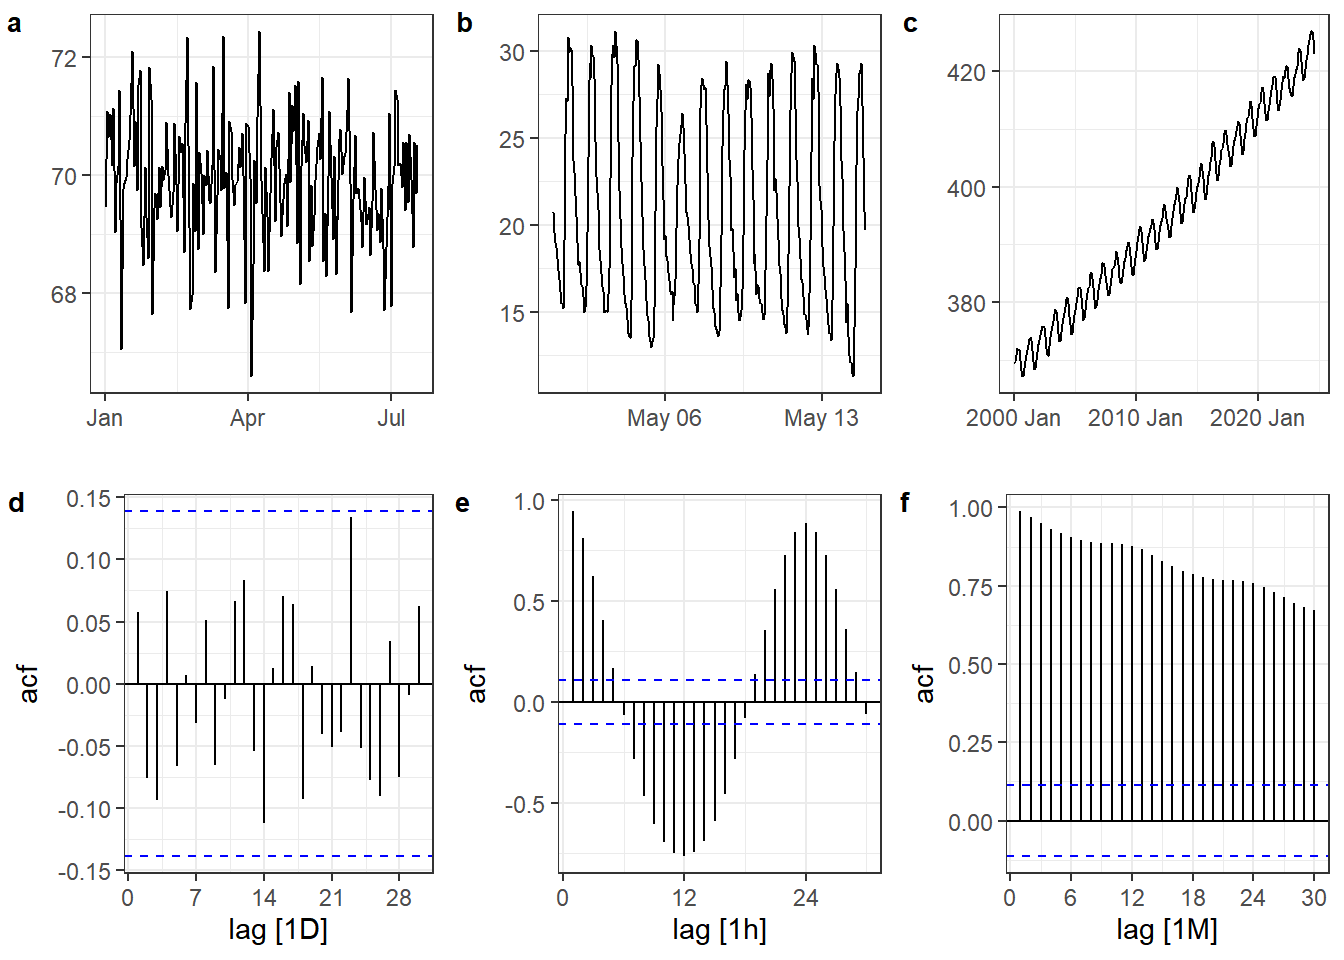 a
72
70
68
Jan Apr Jul
b
30
25
20
15
May 06 May 13
c
420
400
380
2000 Jan 2010 Jan 2020 Jan
d
acf
0.15
0.10
0.05
0.00
-0.05
-0.10
-0.15
0 7 14 21 28
lag [1D]
e
acf
1.0
0.5
0.0
-0.5
0 12 24
lag [1h]
f
acf
1.00
0.75
0.50
0.25
0.00
0 6 12 18 24 30
lag [1M]